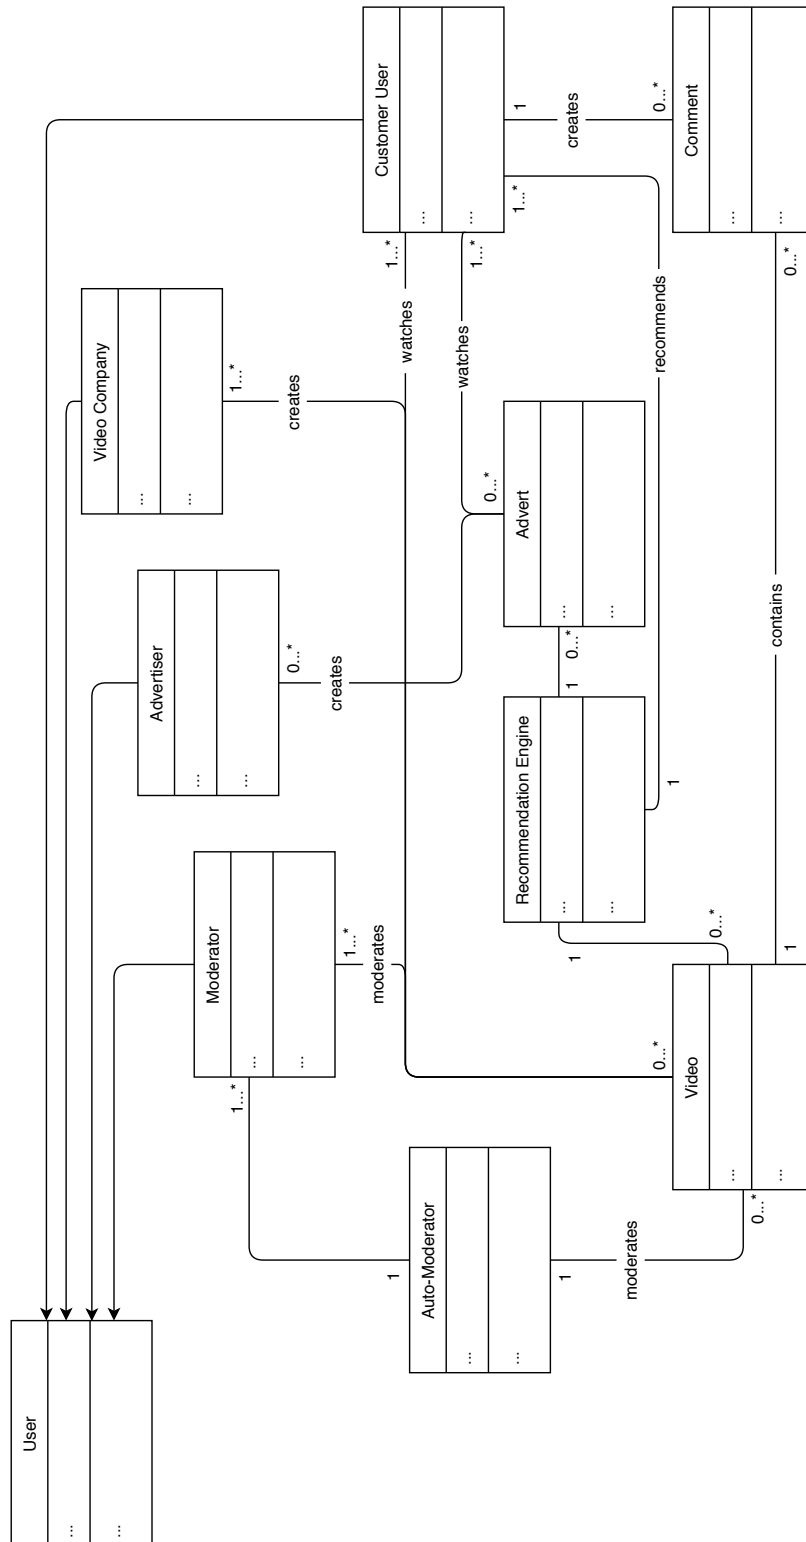 User
...
...
Video Company
...
...
1...*
creates
Advertiser
...
...
0...*
creates
Moderator
...
...
1...*
1...*
moderates
Customer User
...
...
1...*
watches
1...*
watches
1...*
recommends
1
creates
0...*
Auto-Moderator
...
...
1
1
moderates
0...*
Recommendation Engine
...
...
1
0...*
1
1
Advert
...
...
0...*
0...*
Video
...
...
0...*
1
contains
0...*
Comment
...
...